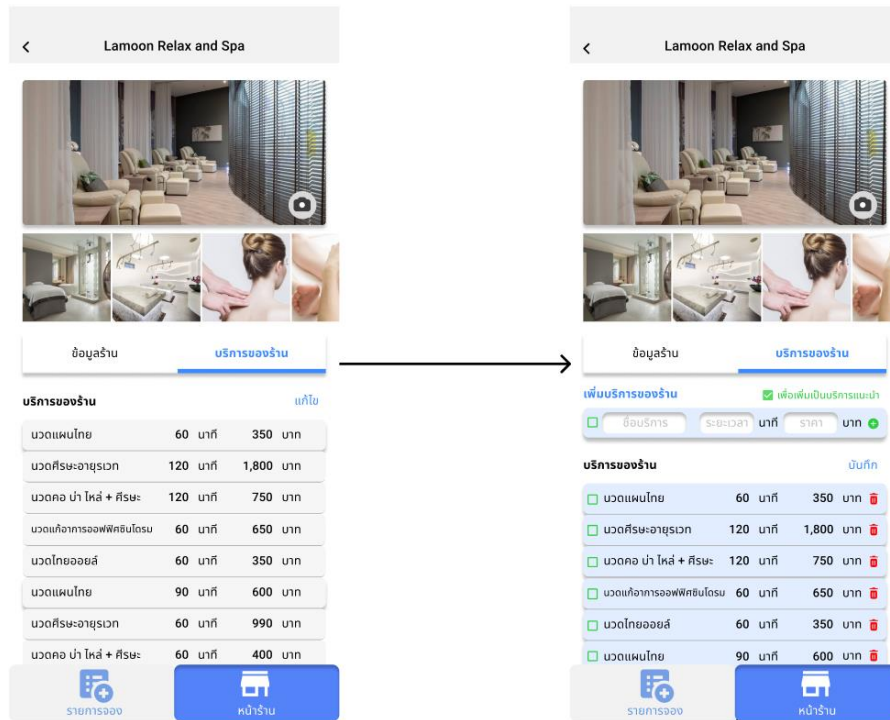 Lamoon Relax and Spa
ข้อมูลร้าน บริการของร้าน
บริการของร้าน แก้ไข
นวดแผนไทย 60 นาที 350 บาท
นวดศีรษะอายุรเวท 120 นาที 1,800 บาท
นวดคอ บ่า ไหล่ + ศีรษะ 120 นาที 750 บาท
นวดแก้อาการออฟฟิศซินโดรม 60 นาที 650 บาท
นวดไทยออยล์ 60 นาที 350 บาท
นวดแผนไทย 90 นาที 600 บาท
นวดศีรษะอายุรเวท 60 นาที 990 บาท
นวดคอ บ่า ไหล่ + ศีรษะ 60 นาที 400 บาท
รายการจอง หน้าร้าน
Lamoon Relax and Spa
ข้อมูลร้าน บริการของร้าน
เพิ่มบริการของร้าน เพื่อเพิ่มเป็นบริการแนะนำ
ชื่อบริการ ระยะเวลา นาที ราคา บาท
บริการของร้าน บันทึก
นวดแผนไทย 60 นาที 350 บาท
นวดศีรษะอายุรเวท 120 นาที 1,800 บาท
นวดคอ บ่า ไหล่ + ศีรษะ 120 นาที 750 บาท
นวดแก้อาการออฟฟิศซินโดรม 60 นาที 650 บาท
นวดไทยออยล์ 60 นาที 350 บาท
นวดแผนไทย 90 นาที 600 บาท
รายการจอง หน้าร้าน